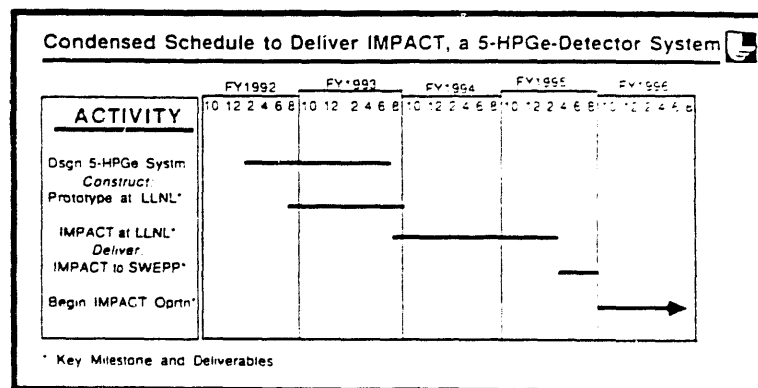 Condensed Schedule to Deliver IMPACT, a 5-HPGe-Detector System
FY1992 FY1993 FY1994 FY1995 FY1996
ACTIVITY
10 12 2 4 6 8 10 12 2 4 6 8 10 12 2 4 6 8 10 12 2 4 6 8 10 12 2 4 6 8
Dsgn 5-HPGe Systm
Construct:
Prototype at LLNL*
IMPACT at LLNL*
Deliver:
IMPACT to SWEPP*
Begin IMPACT Oprtn*
* Key Milestone and Deliverables